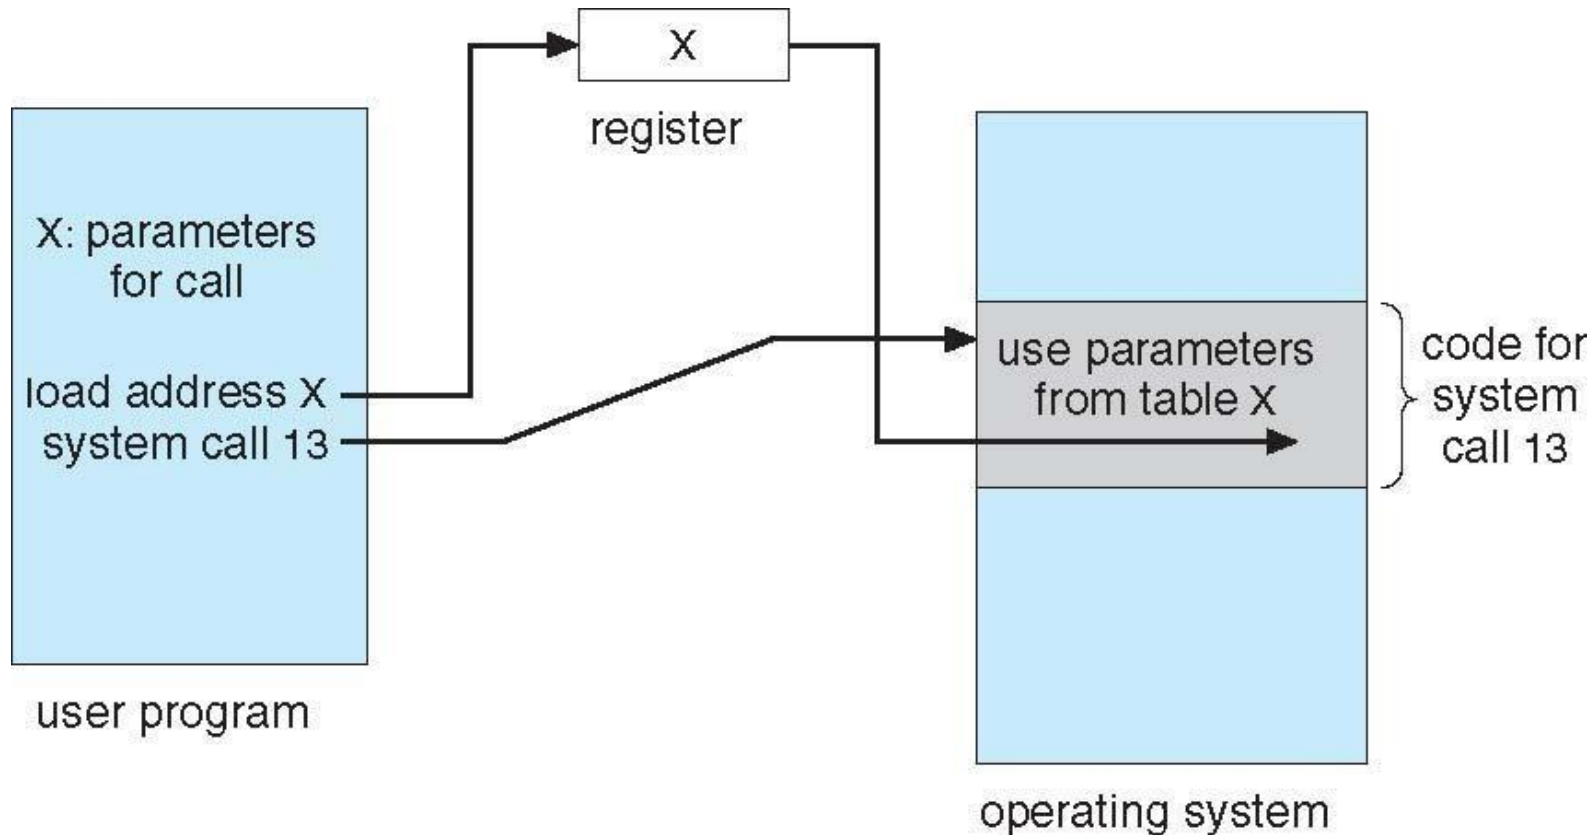 X
register
X: parameters
for call
load address X
system call 13
user program
use parameters
from table X
code for
system
call 13
operating system